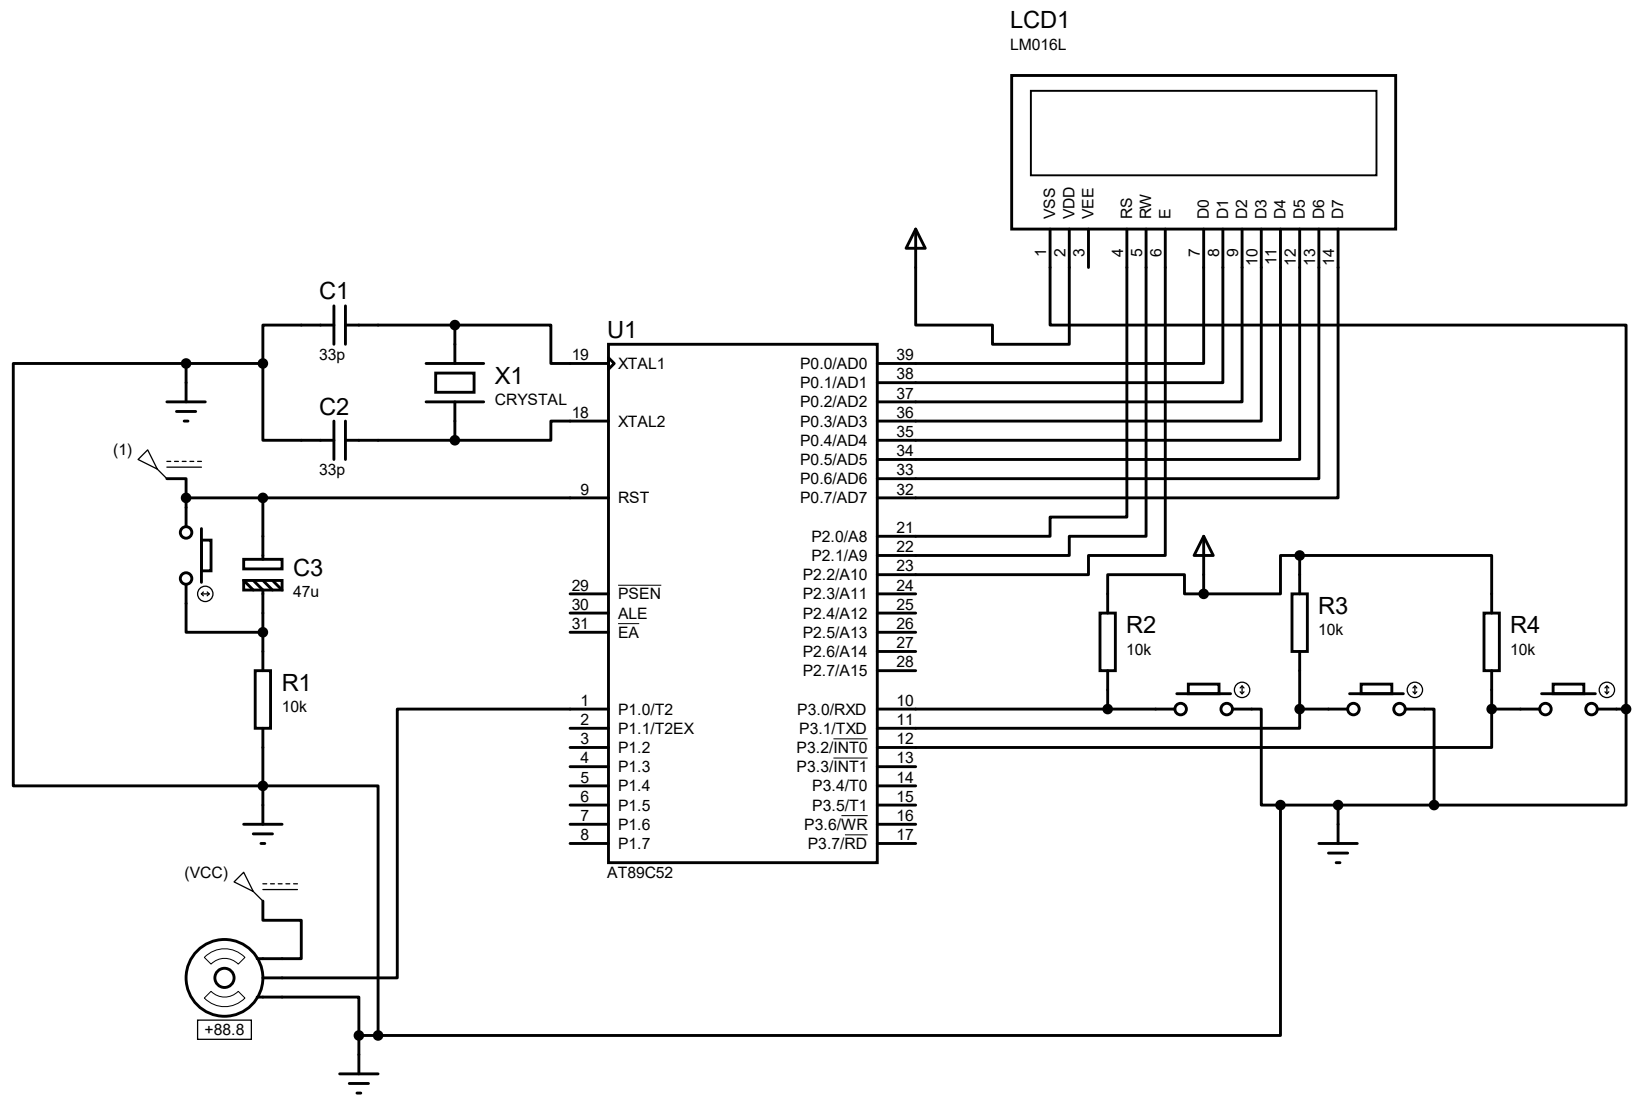 LCD1
LM016L
VSS
VDD
VEE
RS
RW
E
D0
D1
D2
D3
D4
D5
D6
D7
1
2
3
4
5
6
7
8
9
10
11
12
13
14
C1
33p
C2
33p
X1
CRYSTAL
(1)
C3
47u
R1
10k
(VCC)
+88.8
U1
19 XTAL1
18 XTAL2
9 RST
29 PSEN
30 ALE
31 EA
1 P1.0/T2
2 P1.1/T2EX
3 P1.2
4 P1.3
5 P1.4
6 P1.5
7 P1.6
8 P1.7
P0.0/AD0 39
P0.1/AD1 38
P0.2/AD2 37
P0.3/AD3 36
P0.4/AD4 35
P0.5/AD5 34
P0.6/AD6 33
P0.7/AD7 32
P2.0/A8 21
P2.1/A9 22
P2.2/A10 23
P2.3/A11 24
P2.4/A12 25
P2.5/A13 26
P2.6/A14 27
P2.7/A15 28
P3.0/RXD 10
P3.1/TXD 11
P3.2/INT0 12
P3.3/INT1 13
P3.4/T0 14
P3.5/T1 15
P3.6/WR 16
P3.7/RD 17
AT89C52
R2
10k
R3
10k
R4
10k